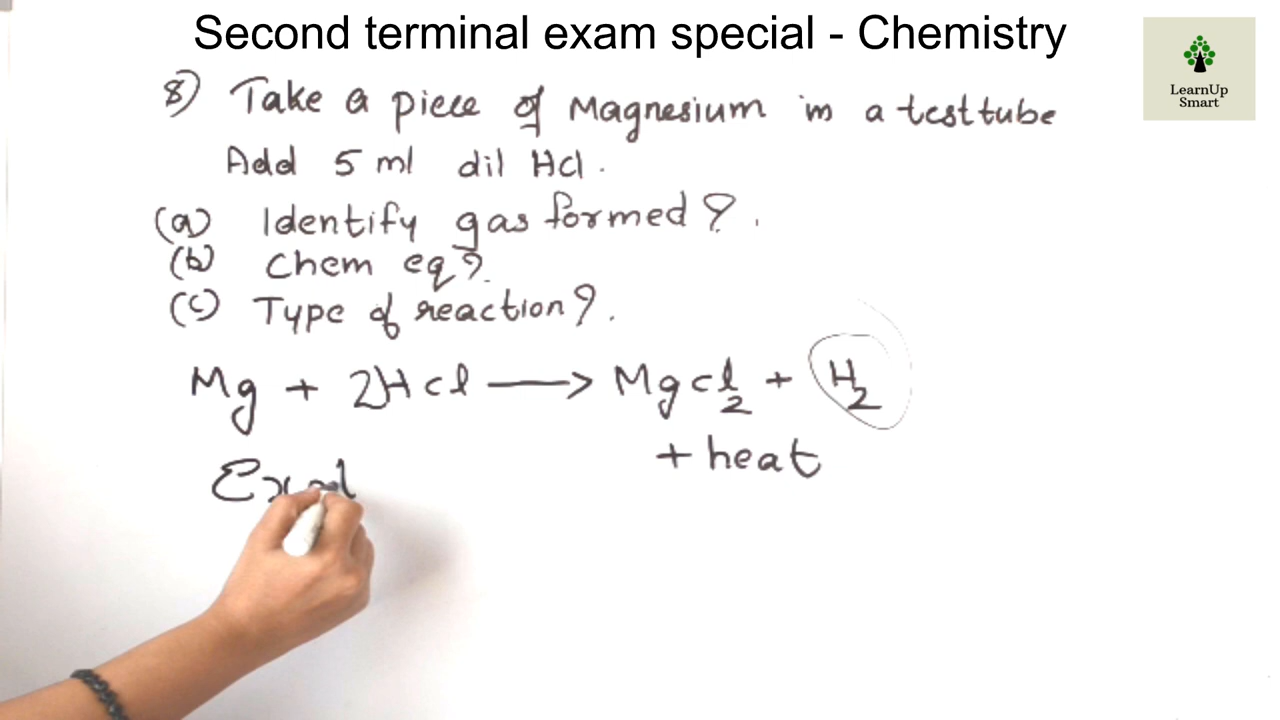 Second terminal exam special - Chemistry
LearnUp
Smart
8) Take a piece of Magnesium in a testtube
Add 5 ml dil Hcl.
(a) Identify gas formed?.
(b) Chem eq?.
(c) Type of reaction?.
Mg + 2Hcl → Mgcl2 + H2
+ heat